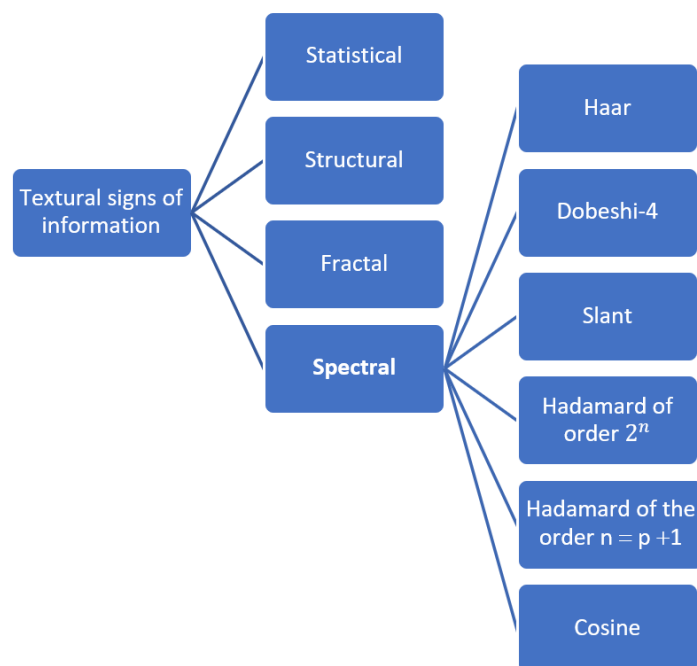 Textural signs of
information
Statistical
Structural
Fractal
Spectral
Haar
Dobeshi-4
Slant
Hadamard of
order 2ⁿ
Hadamard of the
order n = p +1
Cosine